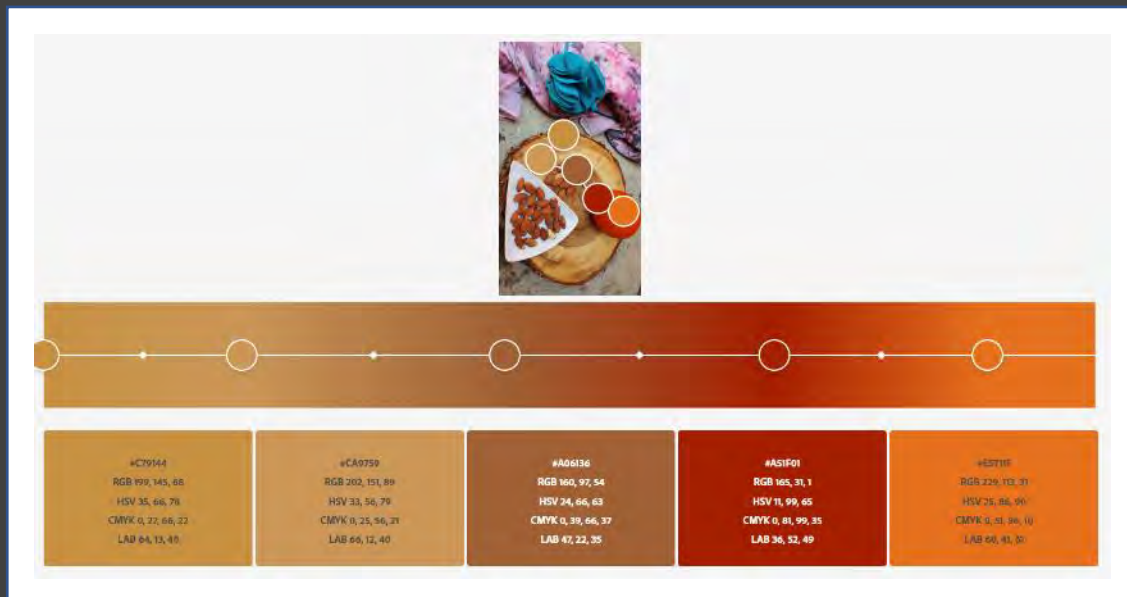 #C79144
RGB 199, 145, 68
HSV 35, 66, 78
CMYK 0, 27, 66, 22
LAB 64, 13, 48
#CA9759
RGB 202, 151, 89
HSV 33, 56, 79
CMYK 0, 25, 56, 21
LAB 66, 12, 40
#A06136
RGB 160, 97, 54
HSV 24, 66, 63
CMYK 0, 39, 66, 37
LAB 47, 22, 35
#A51F01
RGB 165, 31, 1
HSV 11, 99, 65
CMYK 0, 81, 99, 35
LAB 36, 52, 49
#E5711F
RGB 229, 113, 31
HSV 25, 86, 90
CMYK 0, 51, 86, 10
LAB 60, 41,